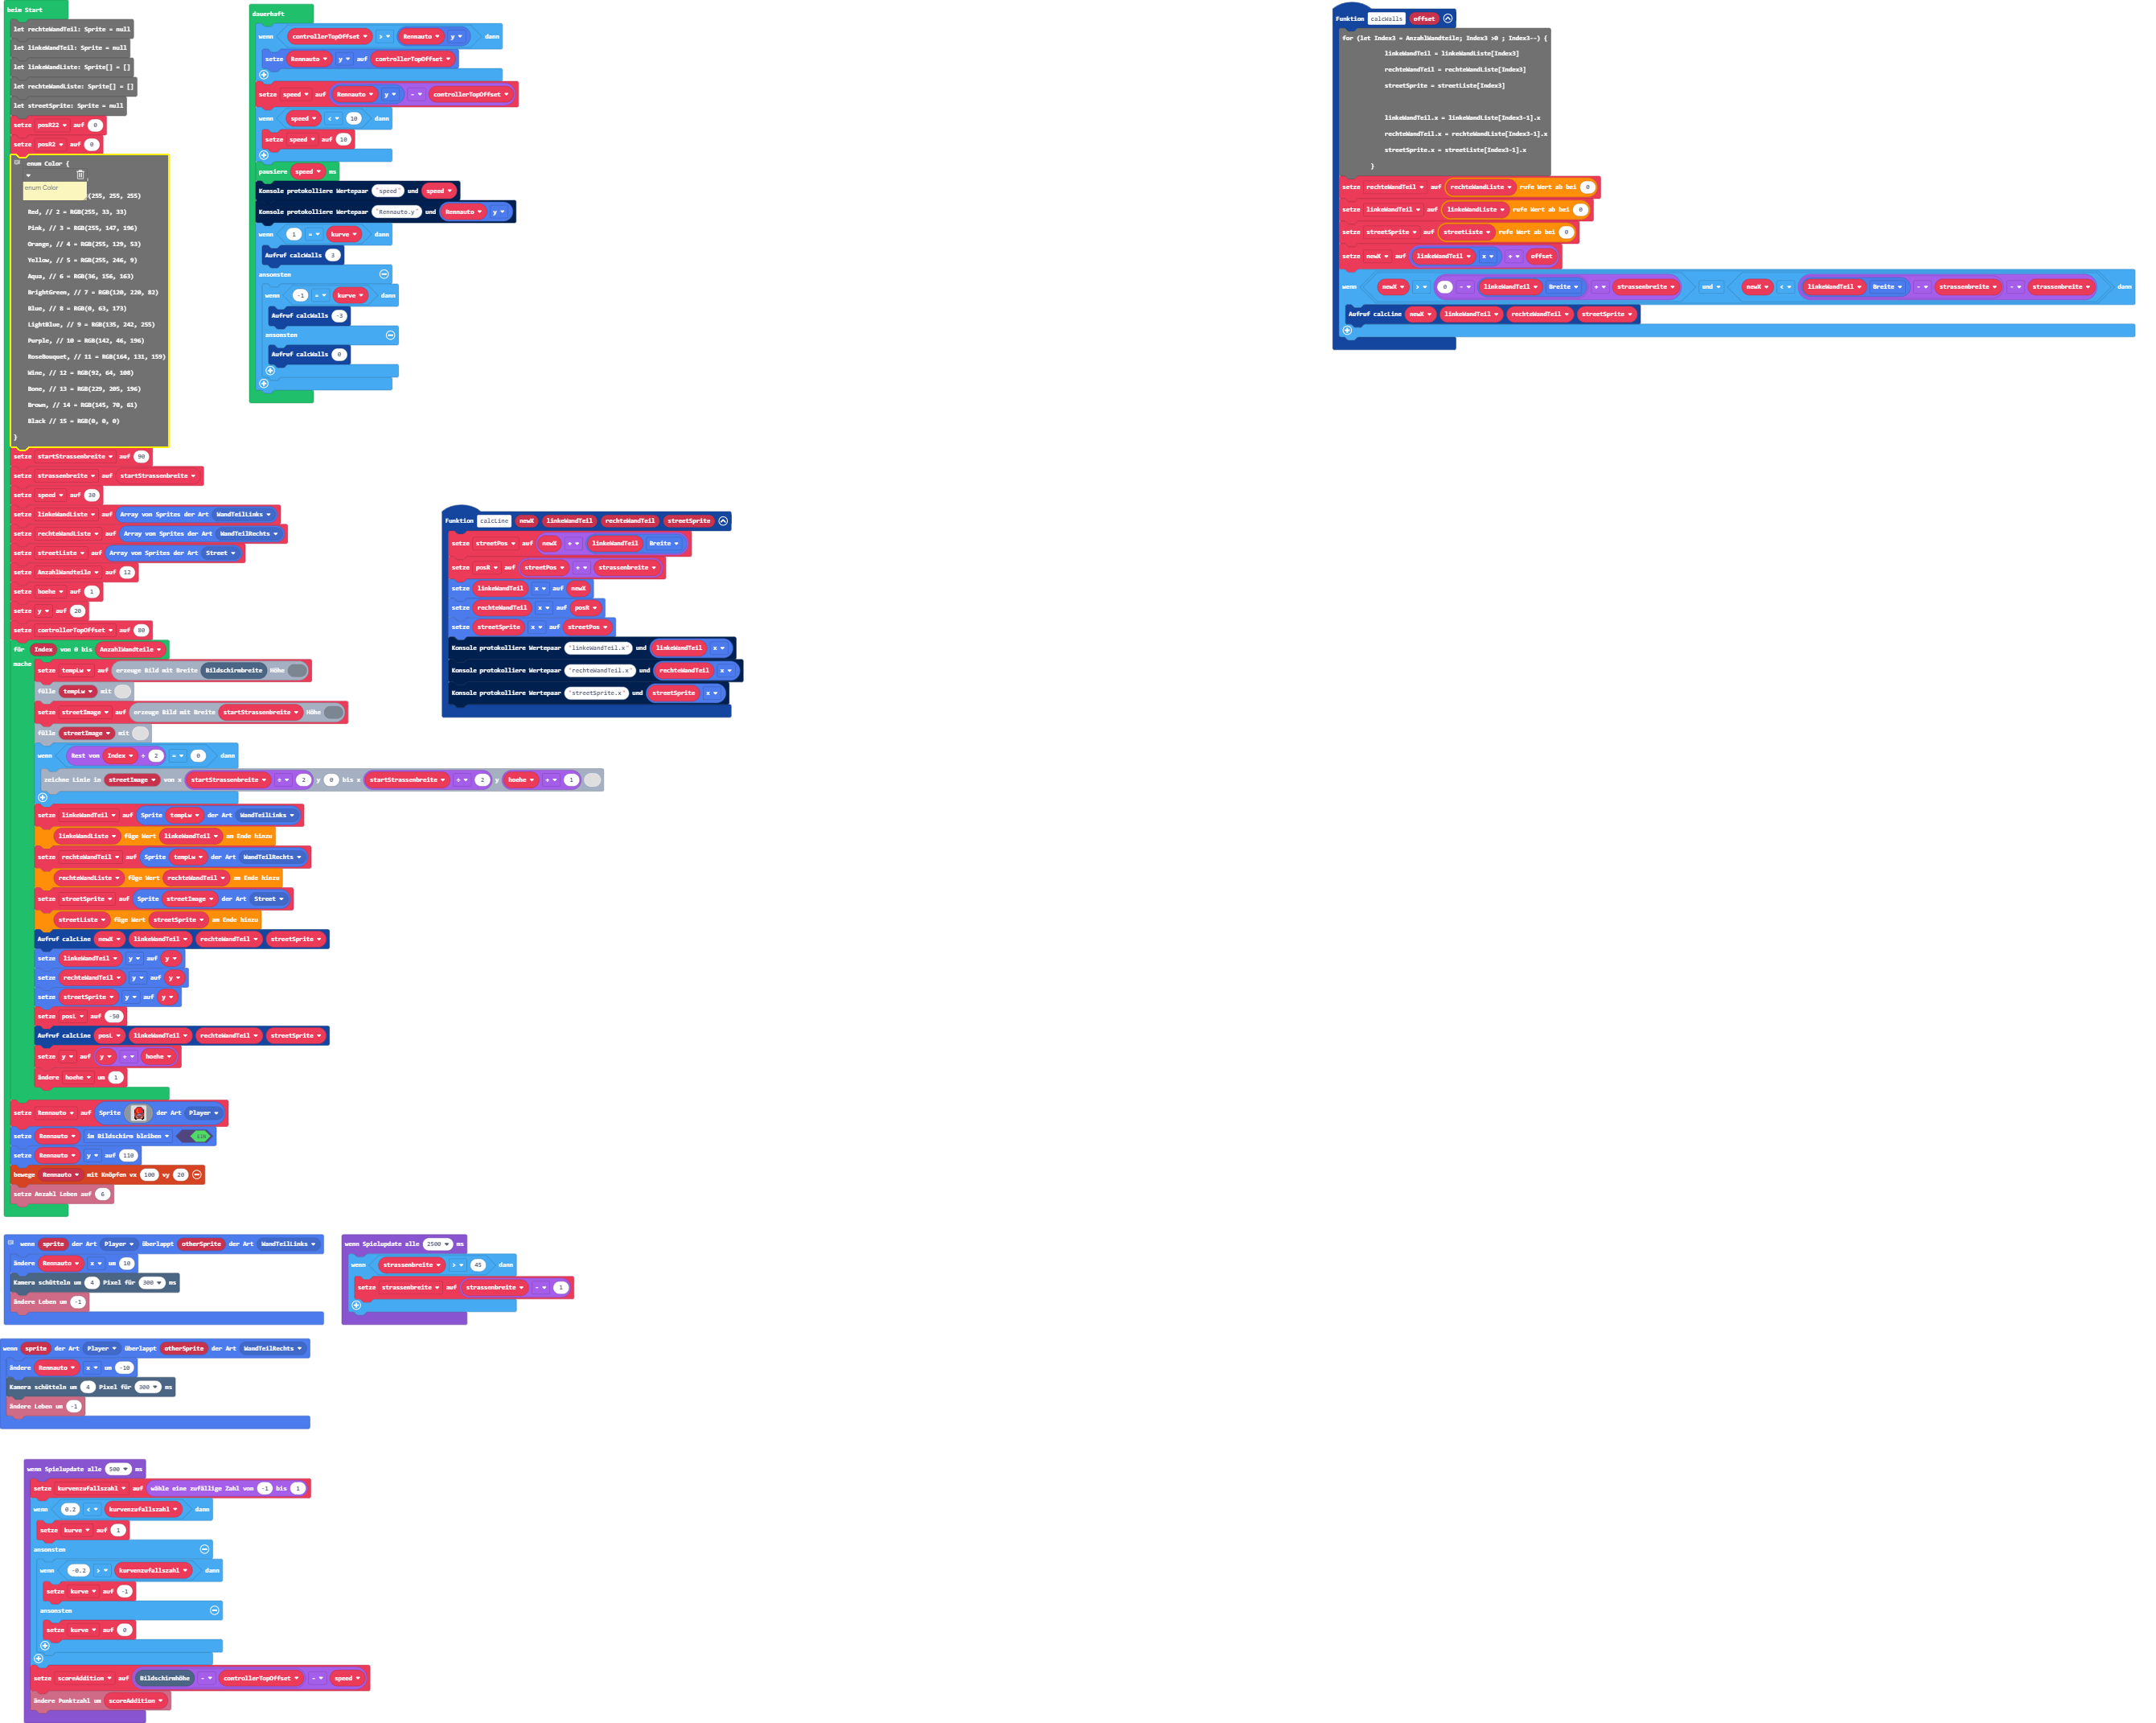 beim Start
let rechteWandTeil: Sprite = null
let linkeWandTeil: Sprite = null
let linkeWandListe: Sprite[] = []
let rechteWandListe: Sprite[] = []
let streetSprite: Sprite = null
setze posR22 auf 0
setze posR2 auf 0
enum Color {
enum Color
(255, 255, 255)
Red, // 2 = RGB(255, 33, 33)
Pink, // 3 = RGB(255, 147, 196)
Orange, // 4 = RGB(255, 129, 53)
Yellow, // 5 = RGB(255, 246, 9)
Aqua, // 6 = RGB(36, 156, 163)
BrightGreen, // 7 = RGB(120, 220, 82)
Blue, // 8 = RGB(0, 63, 173)
LightBlue, // 9 = RGB(135, 242, 255)
Purple, // 10 = RGB(142, 46, 196)
RoseBouquet, // 11 = RGB(164, 131, 159)
Wine, // 12 = RGB(92, 64, 108)
Bone, // 13 = RGB(229, 205, 196)
Brown, // 14 = RGB(145, 70, 61)
Black // 15 = RGB(0, 0, 0)
}
setze startStrassenbreite auf 90
setze strassenbreite auf startStrassenbreite
setze speed auf 30
setze linkeWandListe auf Array von Sprites der Art WandTeilLinks
setze rechteWandListe auf Array von Sprites der Art WandTeilRechts
setze streetListe auf Array von Sprites der Art Street
setze AnzahlWandteile auf 12
setze hoehe auf 1
setze y auf 20
setze controllerTopOffset auf 80
für Index von 0 bis AnzahlWandteile
mache
setze tempLw auf erzeuge Bild mit Breite Bildschirmbreite Höhe
fülle tempLw mit
setze streetImage auf erzeuge Bild mit Breite startStrassenbreite Höhe
fülle streetImage mit
wenn Rest von Index ÷ 2 = 0 dann
zeichne Linie in streetImage von x startStrassenbreite ÷ 2 y 0 bis x startStrassenbreite ÷ 2 y hoehe + 1
setze linkeWandTeil auf Sprite tempLw der Art WandTeilLinks
linkeWandListe füge Wert linkeWandTeil am Ende hinzu
setze rechteWandTeil auf Sprite tempLw der Art WandTeilRechts
rechteWandListe füge Wert rechteWandTeil am Ende hinzu
setze streetSprite auf Sprite streetImage der Art Street
streetListe füge Wert streetSprite am Ende hinzu
Aufruf calcLine newX linkeWandTeil rechteWandTeil streetSprite
setze linkeWandTeil y auf y
setze rechteWandTeil y auf y
setze streetSprite y auf y
setze posL auf -50
Aufruf calcLine posL linkeWandTeil rechteWandTeil streetSprite
setze y auf y + hoehe
ändere hoehe um 1
setze Rennauto auf Sprite der Art Player
setze Rennauto im Bildschirm bleiben
setze Rennauto y auf 110
bewege Rennauto mit Knöpfen vx 100 vy 20
setze Anzahl Leben auf 6
dauerhaft
wenn controllerTopOffset > Rennauto y dann
setze Rennauto y auf controllerTopOffset
setze speed auf Rennauto y - controllerTopOffset
wenn speed < 10 dann
setze speed auf 10
pausiere speed ms
Konsole protokolliere Wertepaar "speed" und speed
Konsole protokolliere Wertepaar "Rennauto.y" und Rennauto y
wenn 1 = kurve dann
Aufruf calcWalls 3
ansonsten
wenn -1 = kurve dann
Aufruf calcWalls -3
ansonsten
Aufruf calcWalls 0
Funktion calcLine newX linkeWandTeil rechteWandTeil streetSprite
setze streetPos auf newX + linkeWandTeil Breite
setze posR auf streetPos + strassenbreite
setze linkeWandTeil x auf newX
setze rechteWandTeil x auf posR
setze streetSprite x auf streetPos
Konsole protokolliere Wertepaar "linkeWandTeil.x" und linkeWandTeil x
Konsole protokolliere Wertepaar "rechteWandTeil.x" und rechteWandTeil x
Konsole protokolliere Wertepaar "streetSprite.x" und streetSprite x
Funktion calcWalls offset
for (let Index3 = AnzahlWandteile; Index3 >0 ; Index3--) {
linkeWandTeil = linkeWandListe[Index3]
rechteWandTeil = rechteWandListe[Index3]
streetSprite = streetListe[Index3]
linkeWandTeil.x = linkeWandListe[Index3-1].x
rechteWandTeil.x = rechteWandListe[Index3-1].x
streetSprite.x = streetListe[Index3-1].x
}
setze rechteWandTeil auf rechteWandListe rufe Wert ab bei 0
setze linkeWandTeil auf linkeWandListe rufe Wert ab bei 0
setze streetSprite auf streetListe rufe Wert ab bei 0
setze newX auf linkeWandTeil x + offset
wenn newX > 0 - linkeWandTeil Breite + strassenbreite und newX < linkeWandTeil Breite - strassenbreite - strassenbreite dann
Aufruf calcLine newX linkeWandTeil rechteWandTeil streetSprite
wenn sprite der Art Player überlappt otherSprite der Art WandTeilLinks
ändere Rennauto x um 10
Kamera schütteln um 4 Pixel für 300 ms
ändere Leben um -1
wenn Spielupdate alle 2500 ms
wenn strassenbreite > 45 dann
setze strassenbreite auf strassenbreite - 1
wenn sprite der Art Player überlappt otherSprite der Art WandTeilRechts
ändere Rennauto x um -10
Kamera schütteln um 4 Pixel für 300 ms
ändere Leben um -1
wenn Spielupdate alle 500 ms
setze kurvenzufallszahl auf wähle eine zufällige Zahl von -1 bis 1
wenn 0.2 < kurvenzufallszahl dann
setze kurve auf 1
ansonsten
wenn -0.2 > kurvenzufallszahl dann
setze kurve auf -1
ansonsten
setze kurve auf 0
setze scoreAddition auf Bildschirmhöhe - controllerTopOffset - speed
ändere Punktzahl um scoreAddition